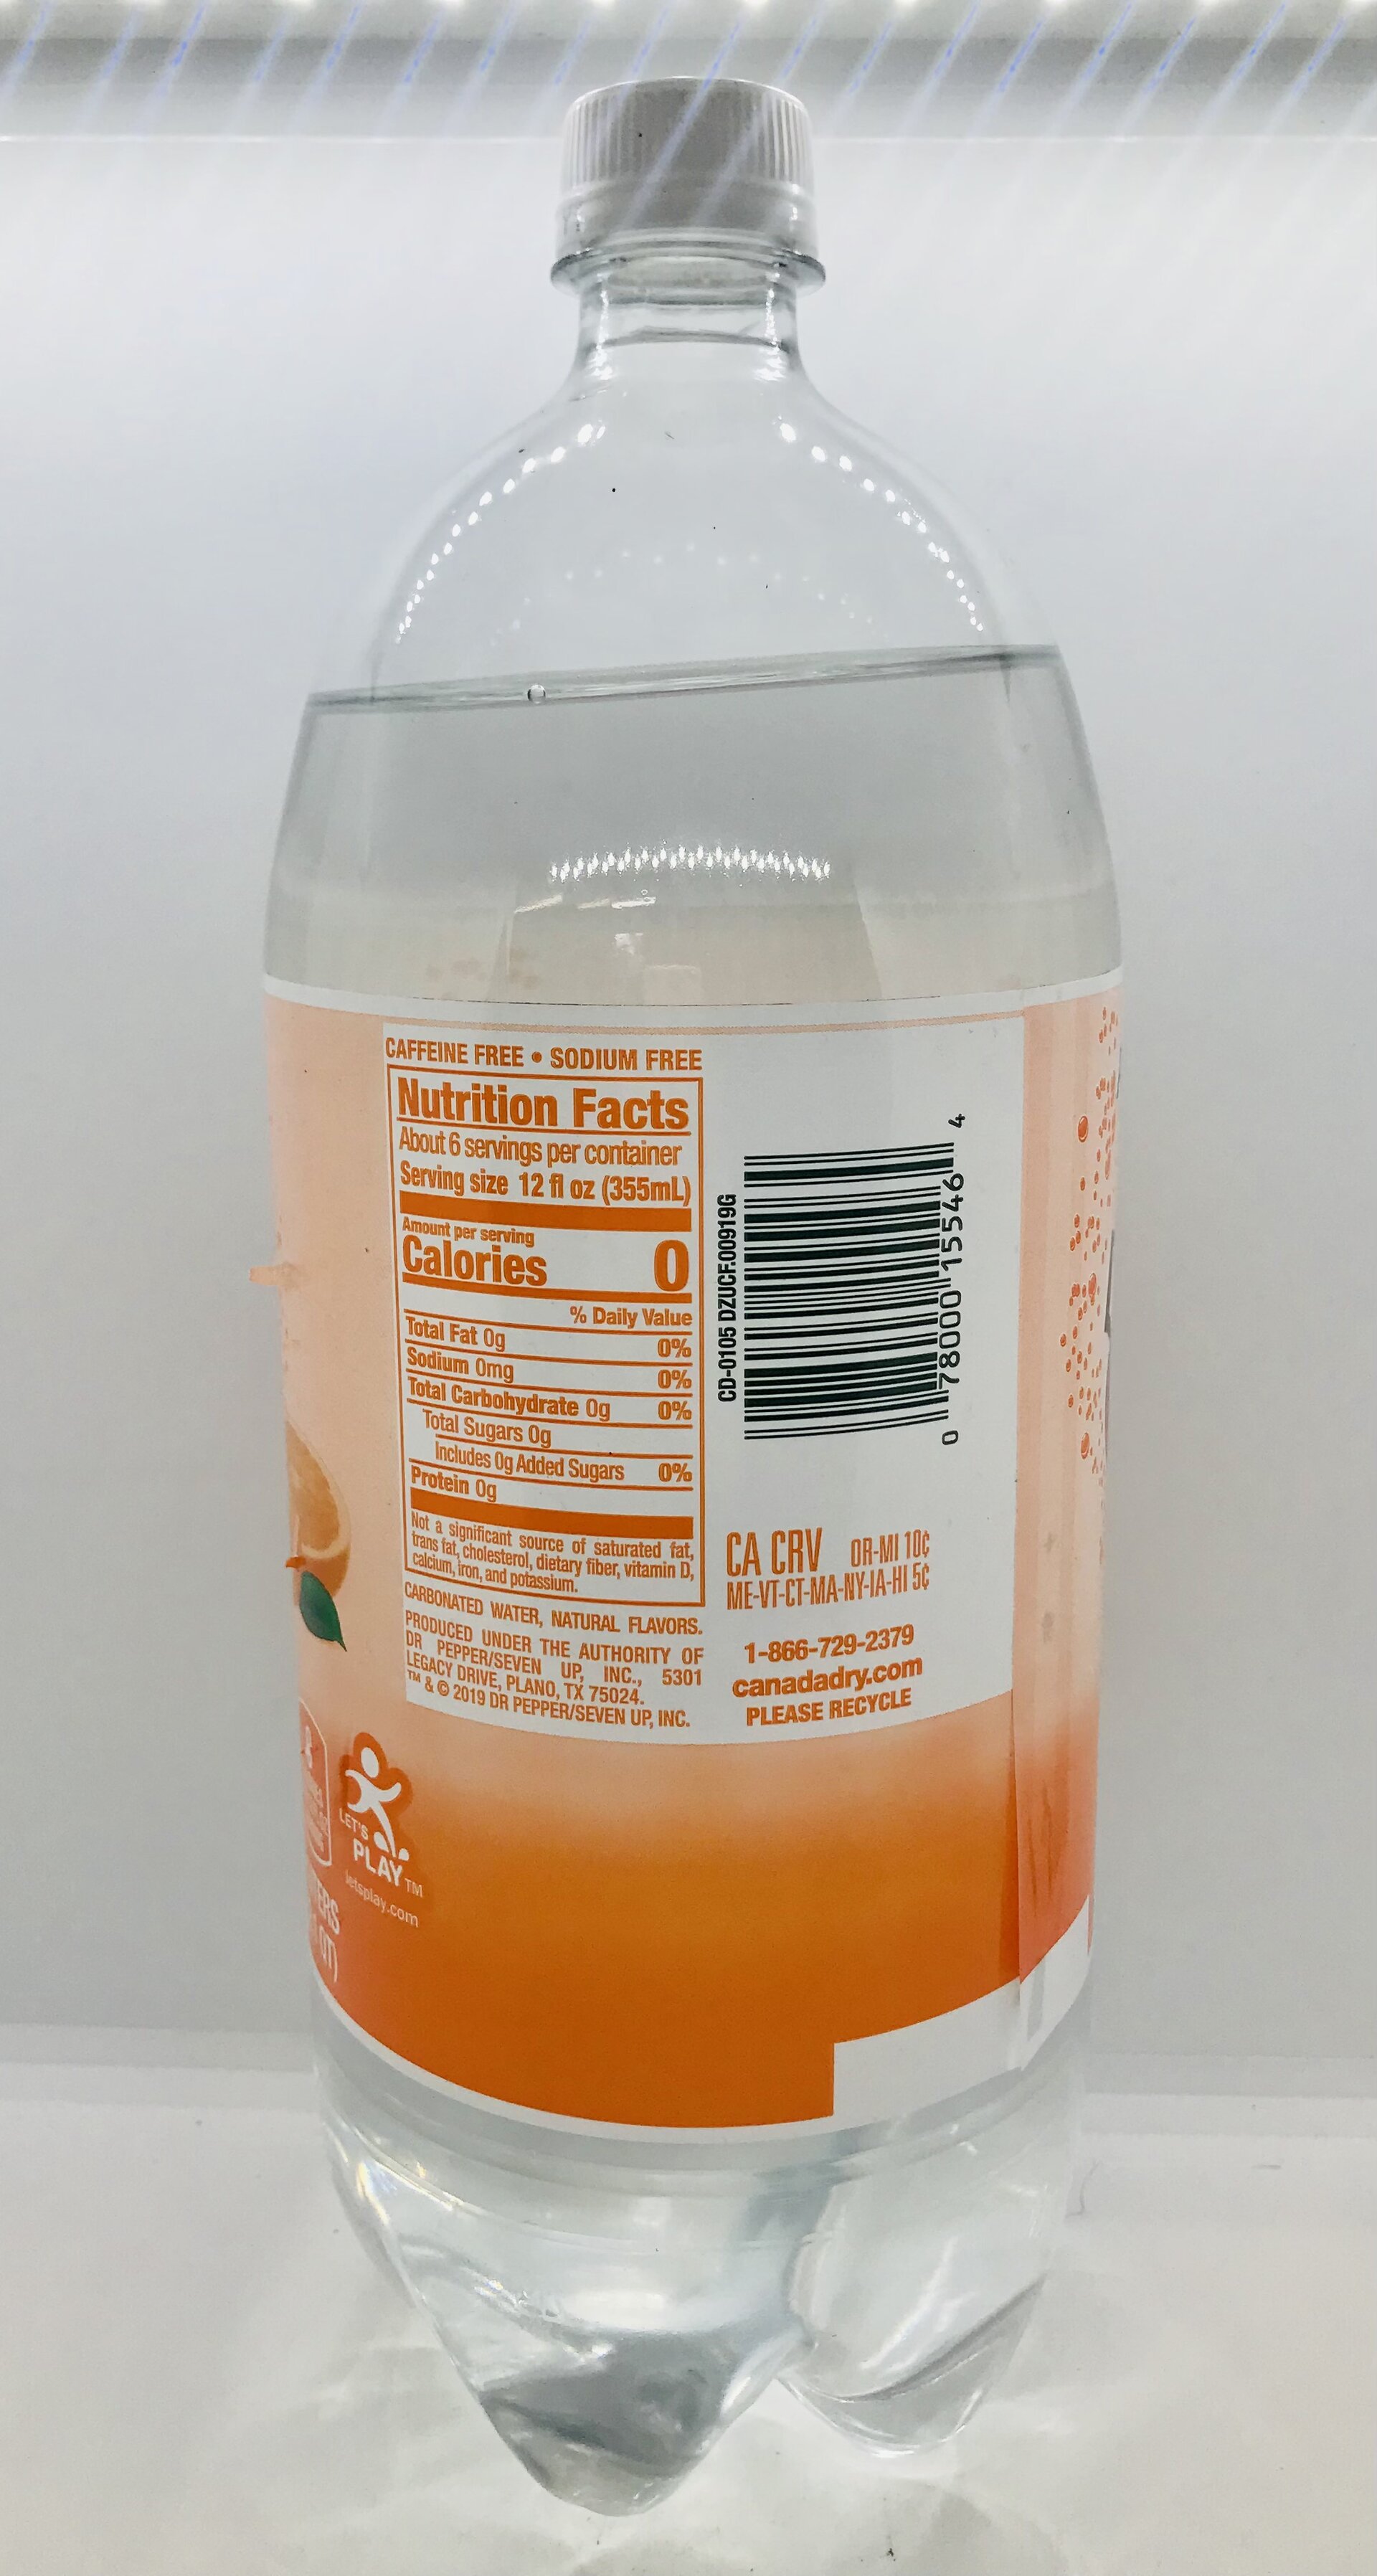 CAFFEINE FREE • SODIUM FREE
Nutrition Facts
About 6 servings per container
Serving size 12 fl oz (355mL)
Amount per serving
Calories 0
% Daily Value
Total Fat 0g 0%
Sodium 0mg 0%
Total Carbohydrate 0g 0%
Total Sugars 0g
Includes 0g Added Sugars 0%
Protein 0g
Not a significant source of saturated fat,
trans fat, cholesterol, dietary fiber, vitamin D,
calcium, iron, and potassium.
CARBONATED WATER, NATURAL FLAVORS.
PRODUCED UNDER THE AUTHORITY OF
DR PEPPER/SEVEN UP, INC., 5301
LEGACY DRIVE, PLANO, TX 75024.
™ & © 2019 DR PEPPER/SEVEN UP, INC.
CD-0105 DZUCF.00919G
0 78000 15546 4
CA CRV OR-MI 10¢
ME-VT-CT-MA-NY-IA-HI 5¢
1-866-729-2379
canadadry.com
PLEASE RECYCLE
LET'S
PLAY™
letsplay.com
QT)